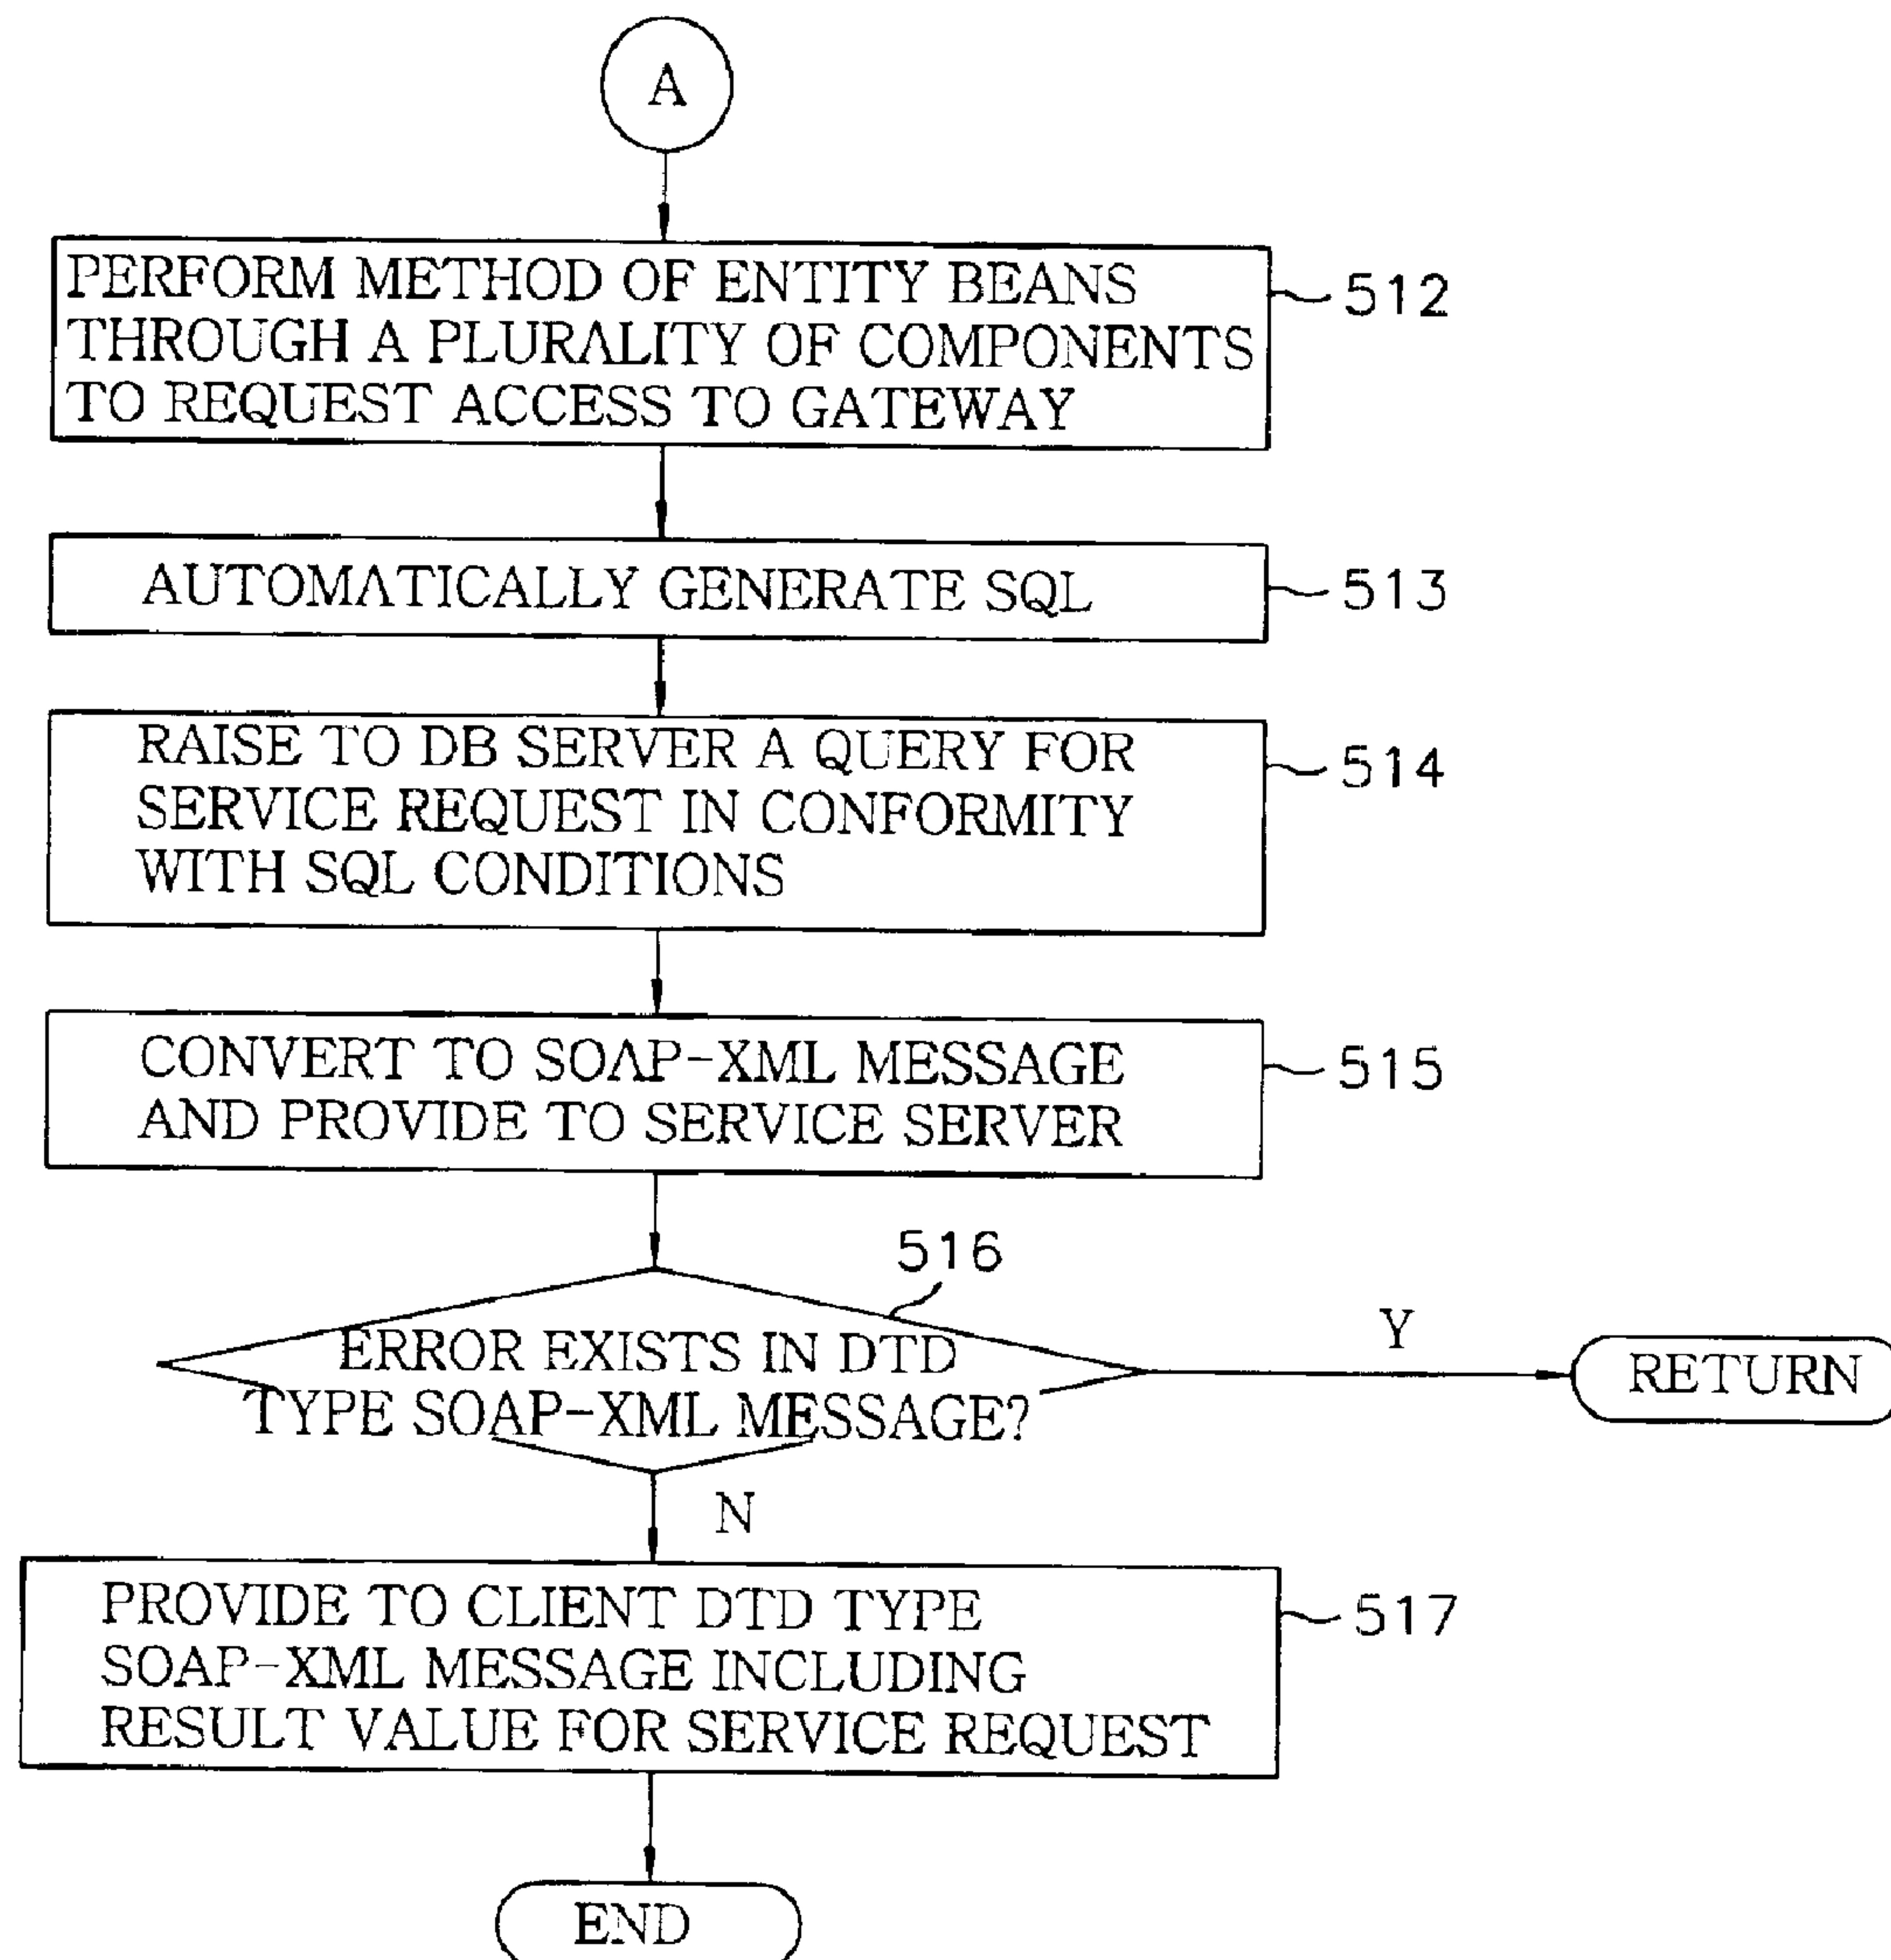 A
PERFORM METHOD OF ENTITY BEANS
THROUGH A PLURALITY OF COMPONENTS
TO REQUEST ACCESS TO GATEWAY
512
AUTOMATICALLY GENERATE SQL
513
RAISE TO DB SERVER A QUERY FOR
SERVICE REQUEST IN CONFORMITY
WITH SQL CONDITIONS
514
CONVERT TO SOAP-XML MESSAGE
AND PROVIDE TO SERVICE SERVER
515
516
ERROR EXISTS IN DTD
TYPE SOAP-XML MESSAGE?
Y
RETURN
N
PROVIDE TO CLIENT DTD TYPE
SOAP-XML MESSAGE INCLUDING
RESULT VALUE FOR SERVICE REQUEST
517
END